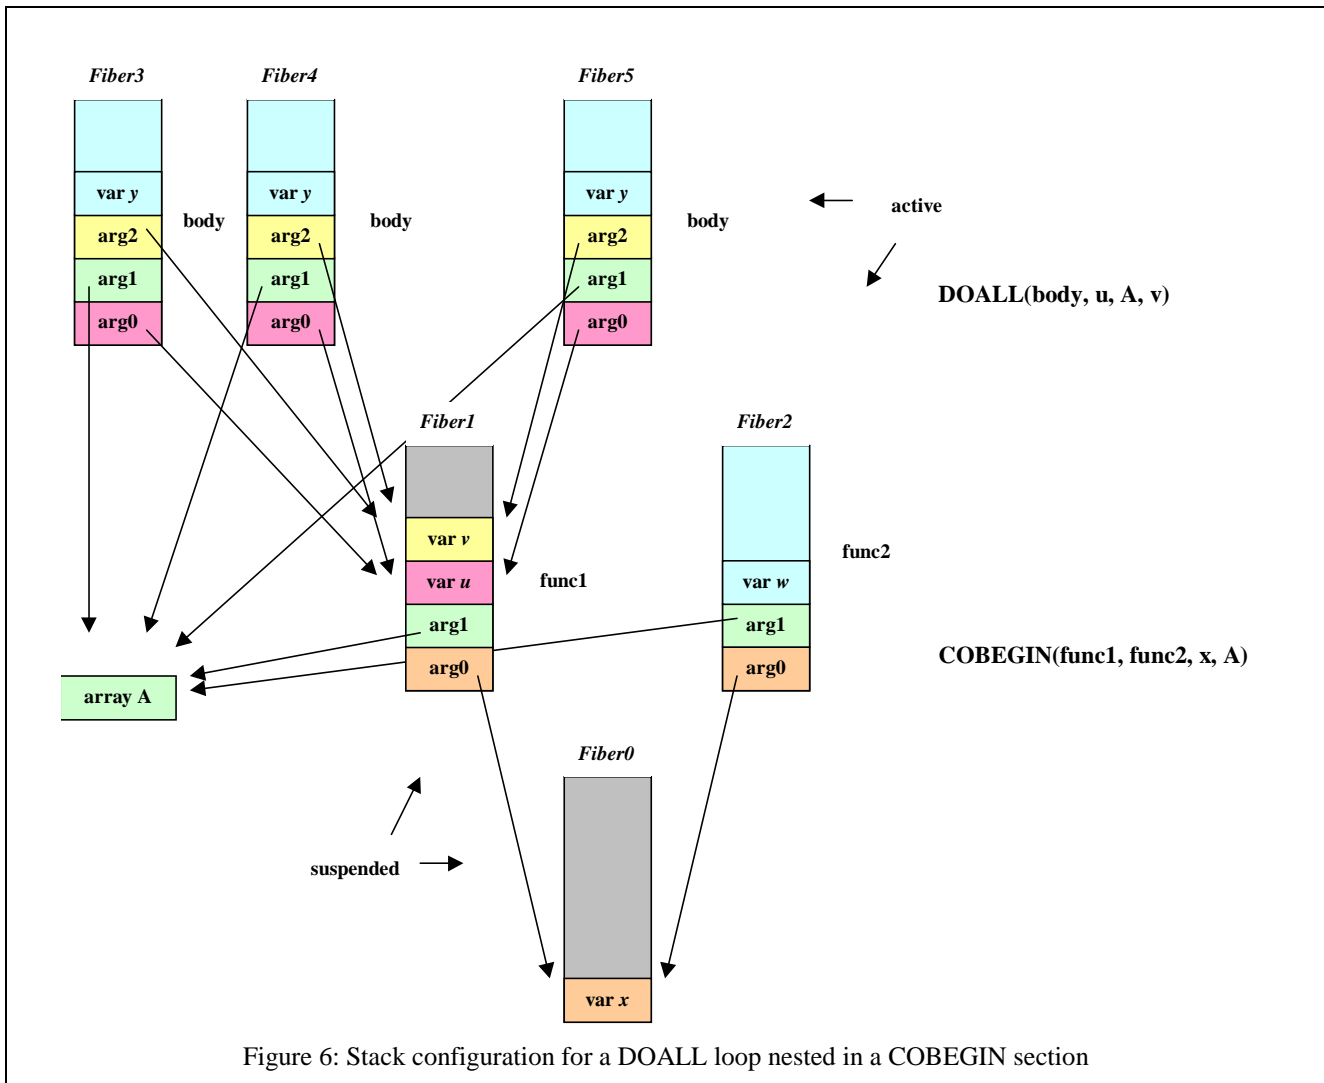 Fiber3 Fiber4 Fiber5
var y var y var y
active
body body body
arg2 arg2 arg2
arg1 arg1 arg1
DOALL(body, u, A, v)
arg0 arg0 arg0
Fiber1 Fiber2
var v
func2
var u func1 var w
arg1 arg1
COBEGIN(func1, func2, x, A)
arg0 arg0
array A
Fiber0
suspended
var x
Figure 6: Stack configuration for a DOALL loop nested in a COBEGIN section